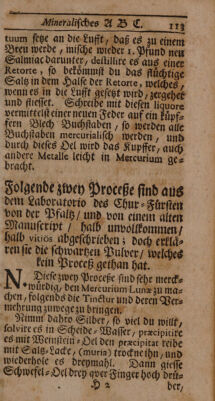 Mineralisches A B C. 113
tuum setze an die Lufft, daß es zu einem
Brey werde, mische wieder 1. Pfund neu
Salmiac darunter, destillire es aus einer
Retorte, so bekömmst du das flüchtige
Saltz in dem Halse der Retorte, welches,
wenn es in die Lufft gesetzt wird, zergehet
und fliesset. Schreibe mit diesen liquore
vermittelst einer neuen Feder auf ein kupf-
fern Blech Buchstaben, so werden alle
Buchstaben mercurialisch werden, und
durch dieses Oel wird das Kupffer, auch
andere Metalle leicht in Mercurium ge-
bracht.
Folgende zwey Proceße sind aus
dem Laboratorio des Chur-Fürsten
von der Pfaltz / und von einem alten
Manuscript / halb unvollkommen /
halb vitiös abgeschrieben; doch erklä-
ren sie die schwartzen Pulver / welches
kein Proceß gethan hat.
N. Diese zwey Proceße sind sehr merck-
würdig, den Mercurium Lunæ zu ma-
chen, folgends die Tinctur und deren Ver-
mehrung zuwege zu bringen.
Nimm dahro Silber, so viel du wilt,
solvire es in Scheide-Wasser, præcipitire
es mit Weinstein-Oel den præcipitat reibe
mit Saltz-Lacke, (muria) trockne ihn, und
wiederhole es dreymahl. Dann giesse
Schwefel-Oel drey qver Finger hoch drü-
H 2 ber,